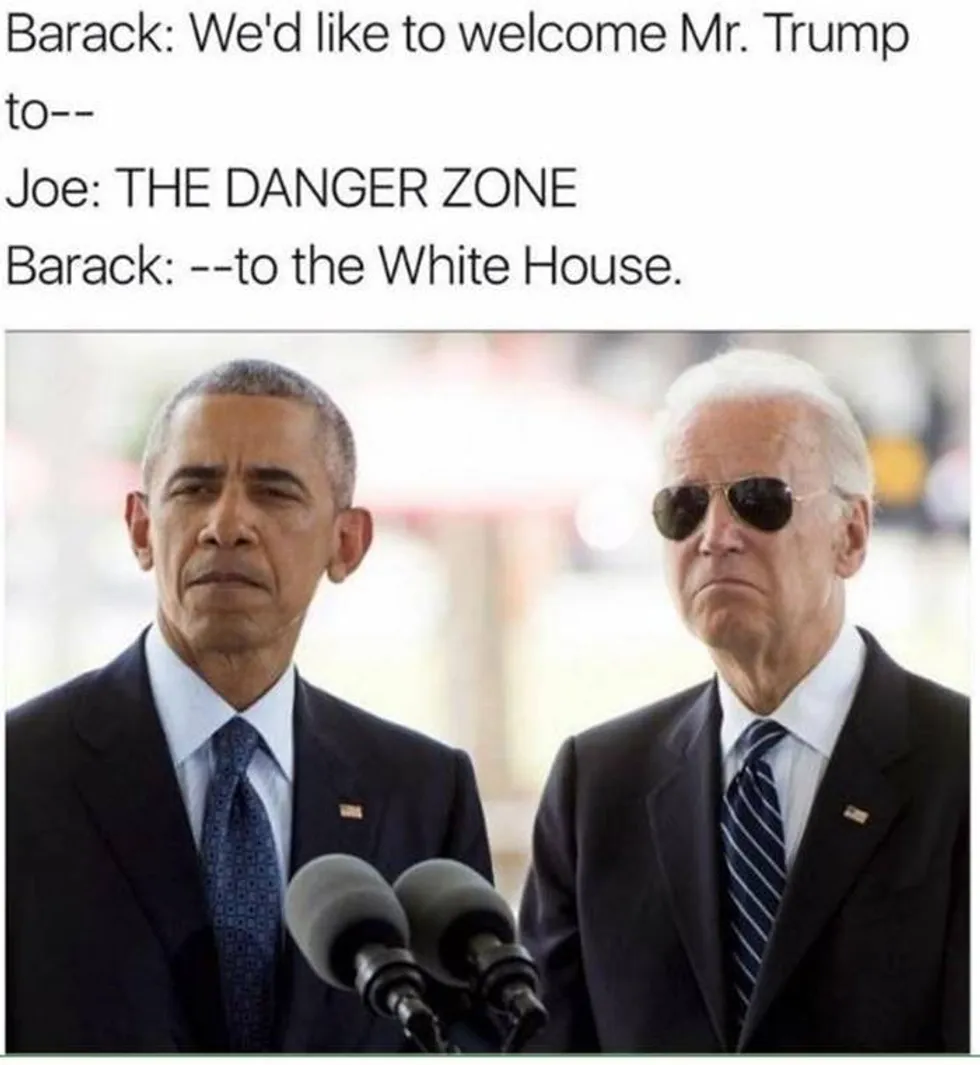 Barack: We'd like to welcome Mr. Trump
to--
Joe: THE DANGER ZONE
Barack: --to the White House.